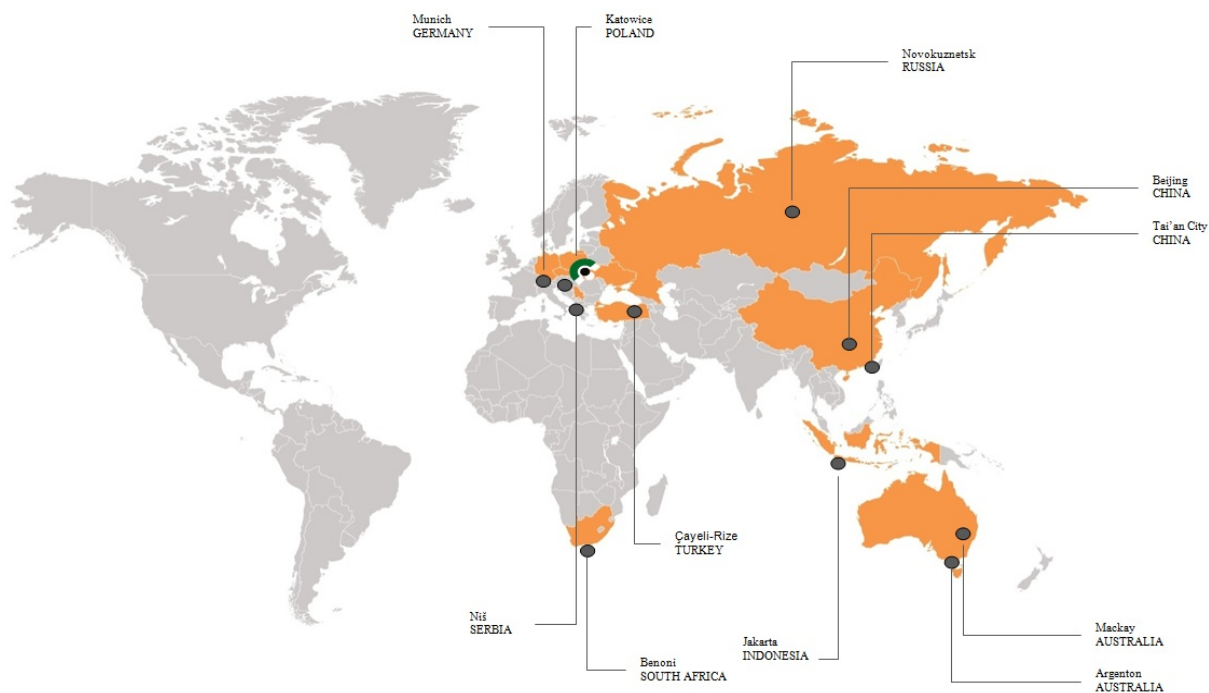 Munich
GERMANY
Katowice
POLAND
Novokuznetsk
RUSSIA
Beijing
CHINA
Tai’an City
CHINA
Çayeli-Rize
TURKEY
Niš
SERBIA
Benoni
SOUTH AFRICA
Jakarta
INDONESIA
Mackay
AUSTRALIA
Argenton
AUSTRALIA